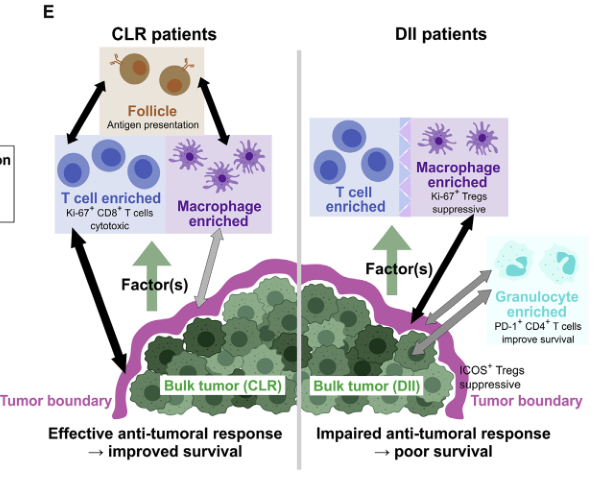 E
CLR patients
DII patients
Follicle
Antigen presentation
on
T cell enriched
Ki-67+ CD8+ T cells
cytotoxic
Macrophage
enriched
T cell
enriched
Macrophage
enriched
Ki-67+ Tregs
suppressive
Factor(s)
Factor(s)
Granulocyte
enriched
PD-1+ CD4+ T cells
improve survival
Bulk tumor (CLR)
Bulk tumor (DII)
ICOS+ Tregs
suppressive
Tumor boundary
Tumor boundary
Effective anti-tumoral response
→ improved survival
Impaired anti-tumoral response
→ poor survival